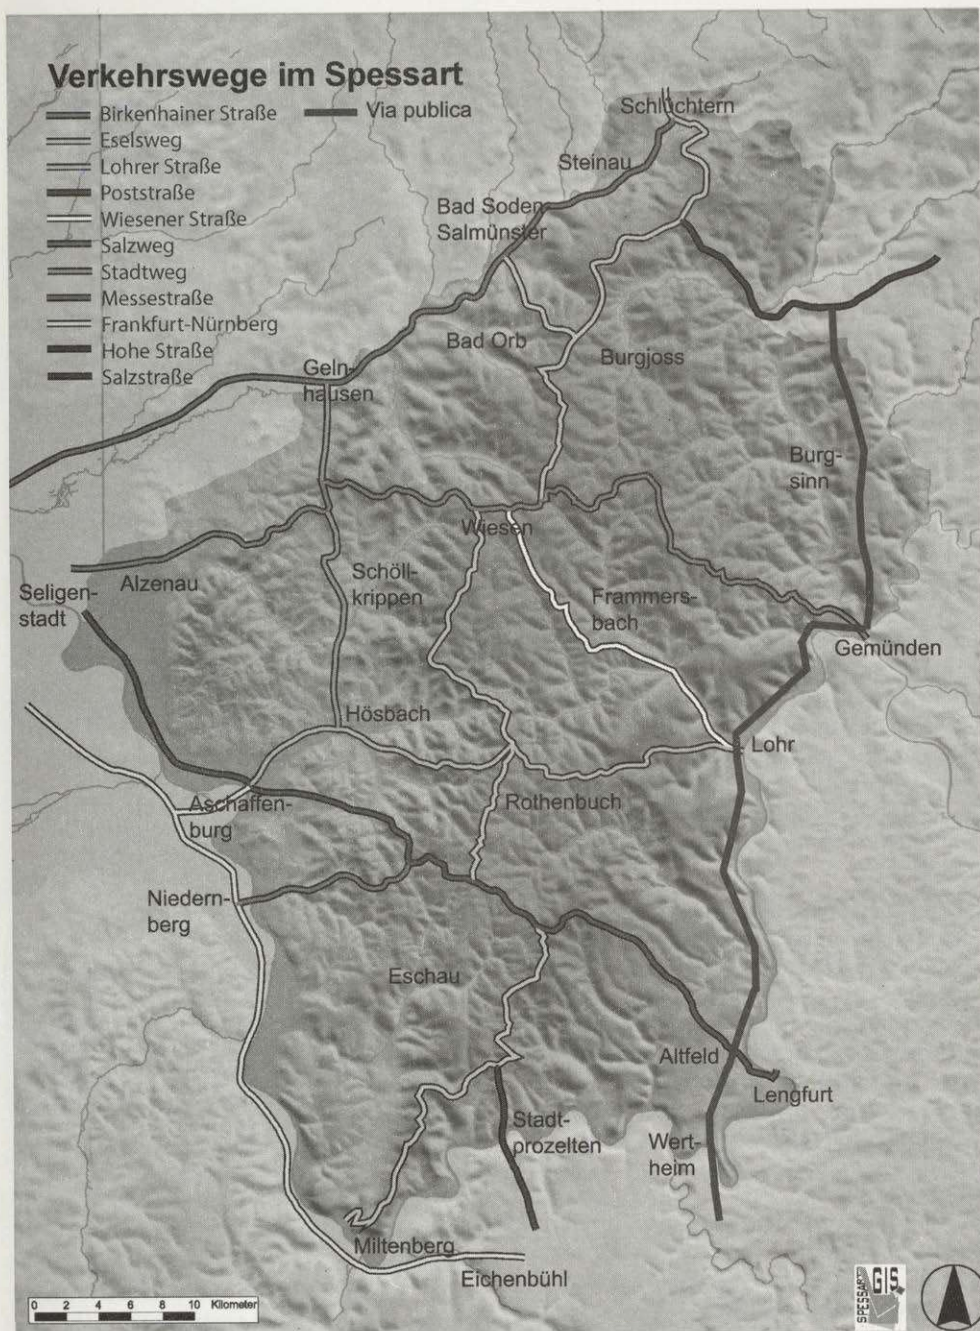 Verkehrswege im Spessart
Birkenhainer Straße
Via publica
Eselsweg
Lohrer Straße
Poststraße
Wiesener Straße
Salzweg
Stadtweg
Messestraße
Frankfurt-Nürnberg
Hohe Straße
Salzstraße
Schlüchtern
Steinau
Bad Soden
Salmünster
Bad Orb
Burgjoss
Geln-
hausen
Burg-
sinn
Wiesen
Alzenau
Schöll-
krippen
Seligen-
stadt
Frammers-
bach
Gemünden
Hösbach
Lohr
Aschaffen-
burg
Rothenbuch
Niedern-
berg
Eschau
Altfeld
Lengfurt
Stadt-
prozelten
Wert-
heim
Miltenberg
Eichenbühl
0 2 4 6 8 10 Kilometer
SPESSART
GIS